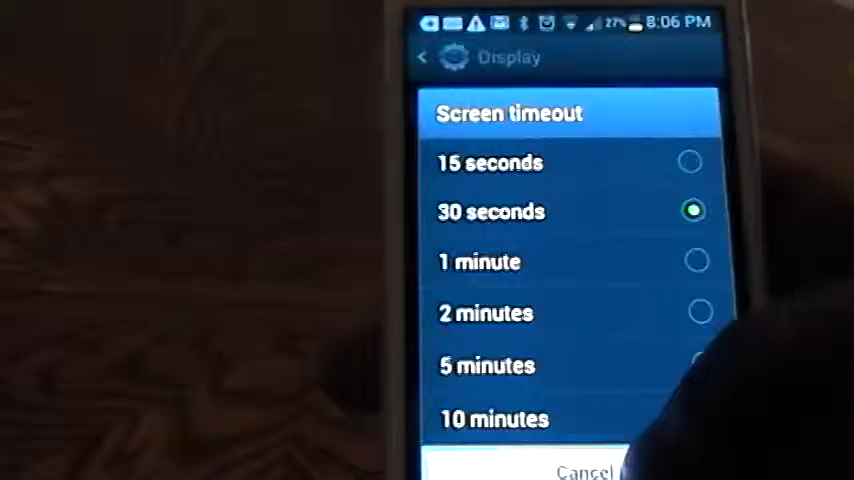 27% 8:06 PM
Display
Screen timeout
15 seconds
30 seconds
1 minute
2 minutes
5 minutes
10 minutes
Cancel